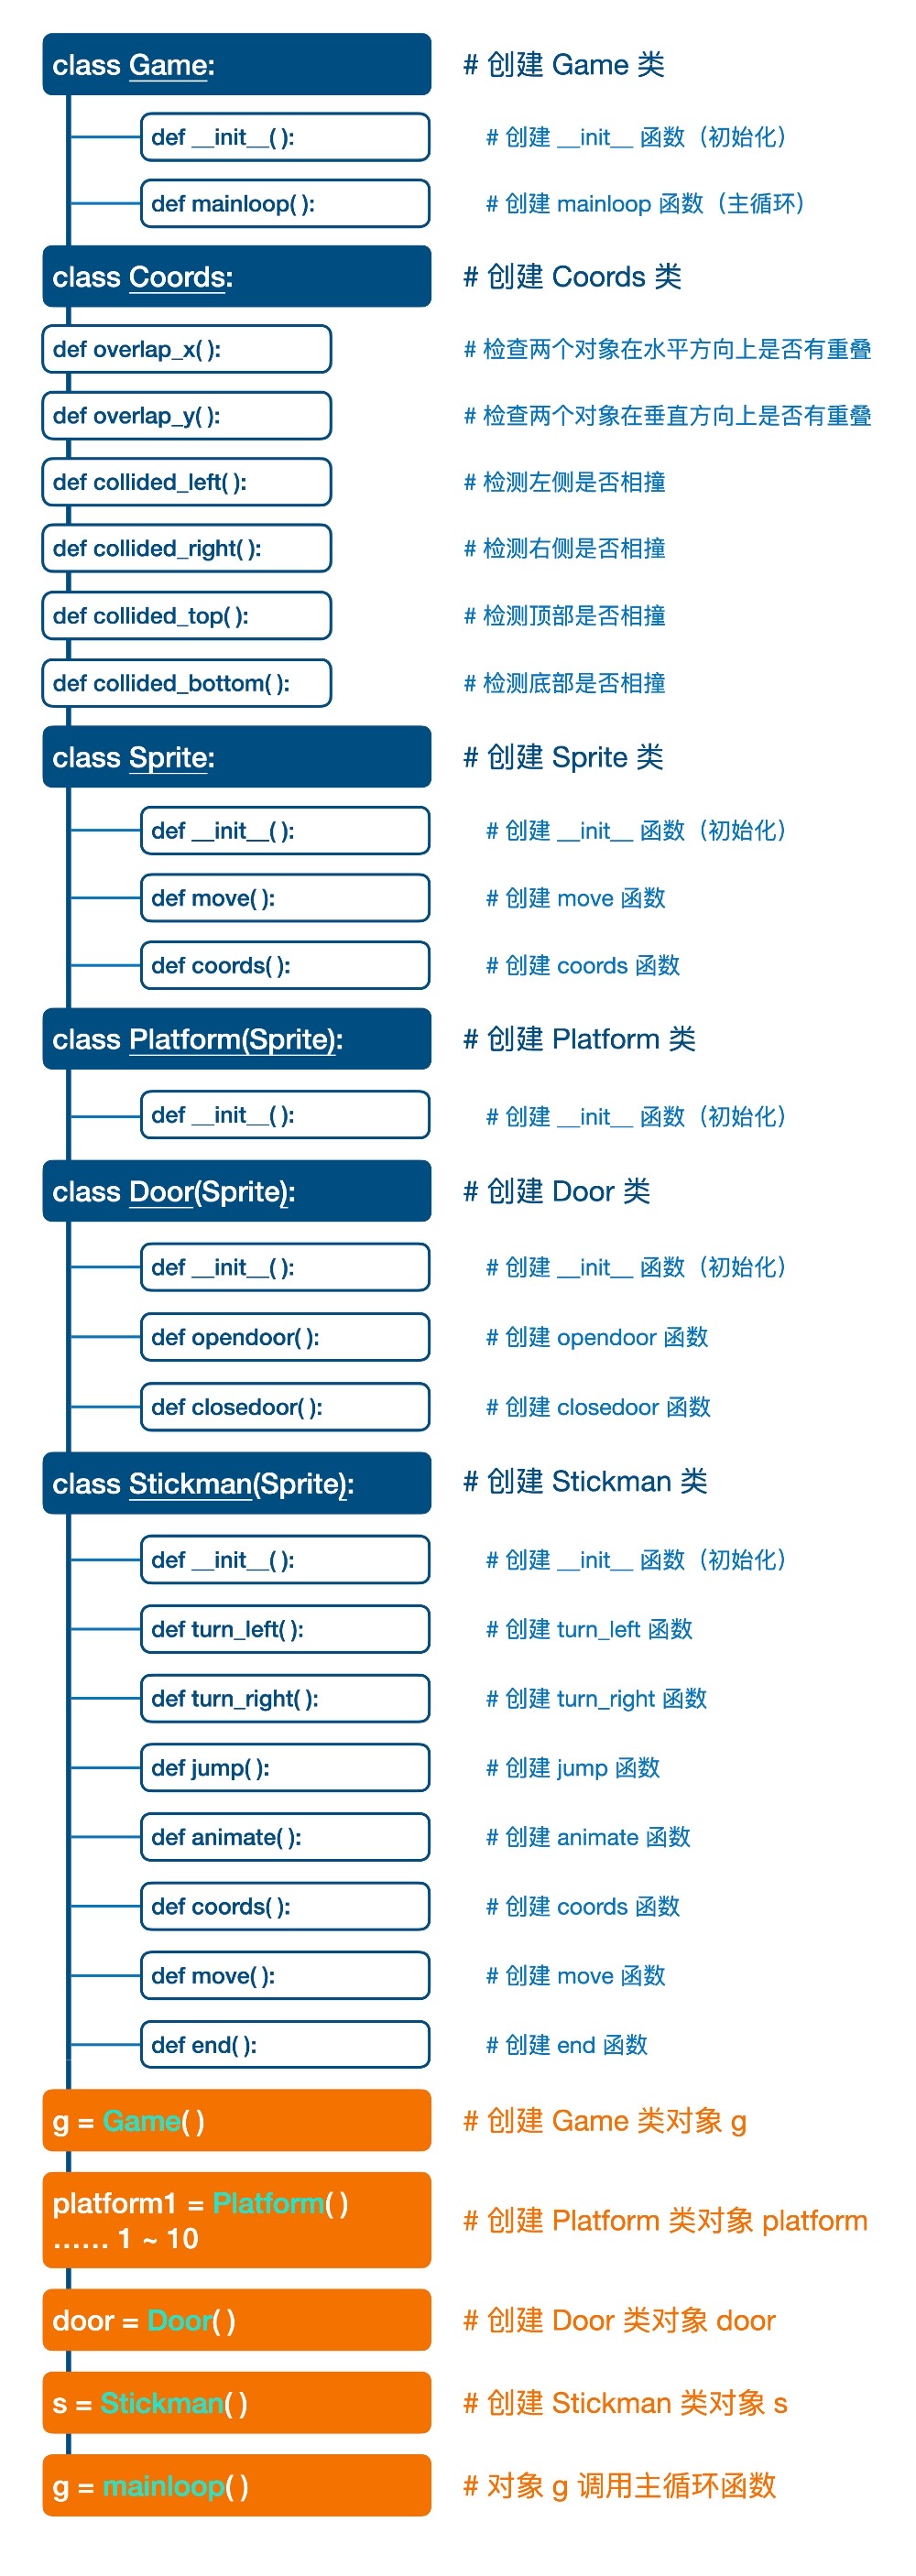 class Game:
# 创建 Game 类
def __init__( ):
# 创建 __init__ 函数（初始化）
def mainloop( ):
# 创建 mainloop 函数（主循环）
class Coords:
# 创建 Coords 类
def overlap_x( ):
# 检查两个对象在水平方向上是否有重叠
def overlap_y( ):
# 检查两个对象在垂直方向上是否有重叠
def collided_left( ):
# 检测左侧是否相撞
def collided_right( ):
# 检测右侧是否相撞
def collided_top( ):
# 检测顶部是否相撞
def collided_bottom( ):
# 检测底部是否相撞
class Sprite:
# 创建 Sprite 类
def __init__( ):
# 创建 __init__ 函数（初始化）
def move( ):
# 创建 move 函数
def coords( ):
# 创建 coords 函数
class Platform(Sprite):
# 创建 Platform 类
def __init__( ):
# 创建 __init__ 函数（初始化）
class Door(Sprite):
# 创建 Door 类
def __init__( ):
# 创建 __init__ 函数（初始化）
def opendoor( ):
# 创建 opendoor 函数
def closedoor( ):
# 创建 closedoor 函数
class Stickman(Sprite):
# 创建 Stickman 类
def __init__( ):
# 创建 __init__ 函数（初始化）
def turn_left( ):
# 创建 turn_left 函数
def turn_right( ):
# 创建 turn_right 函数
def jump( ):
# 创建 jump 函数
def animate( ):
# 创建 animate 函数
def coords( ):
# 创建 coords 函数
def move( ):
# 创建 move 函数
def end( ):
# 创建 end 函数
g = Game( )
# 创建 Game 类对象 g
platform1 = Platform( )
...... 1 ~ 10
# 创建 Platform 类对象 platform
door = Door( )
# 创建 Door 类对象 door
s = Stickman( )
# 创建 Stickman 类对象 s
g = mainloop( )
# 对象 g 调用主循环函数